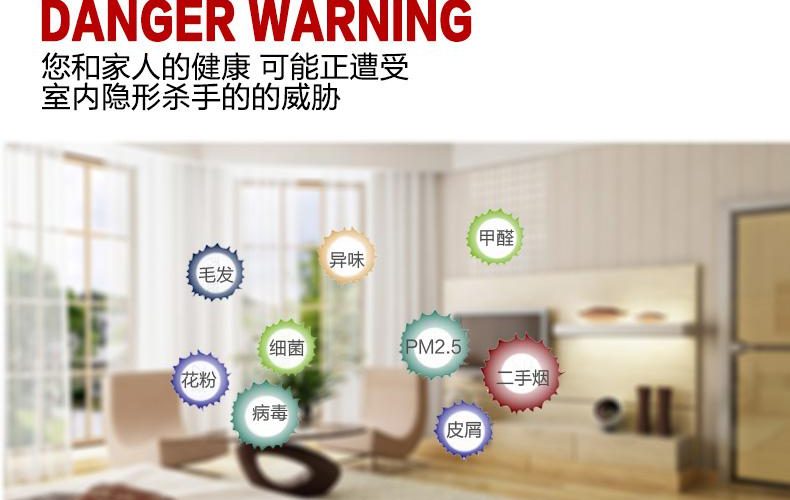 DANGER WARNING
您和家人的健康 可能正遭受
室内隐形杀手的的威胁
甲醛
异味
毛发
细菌
PM2.5
花粉
二手烟
病毒
皮屑